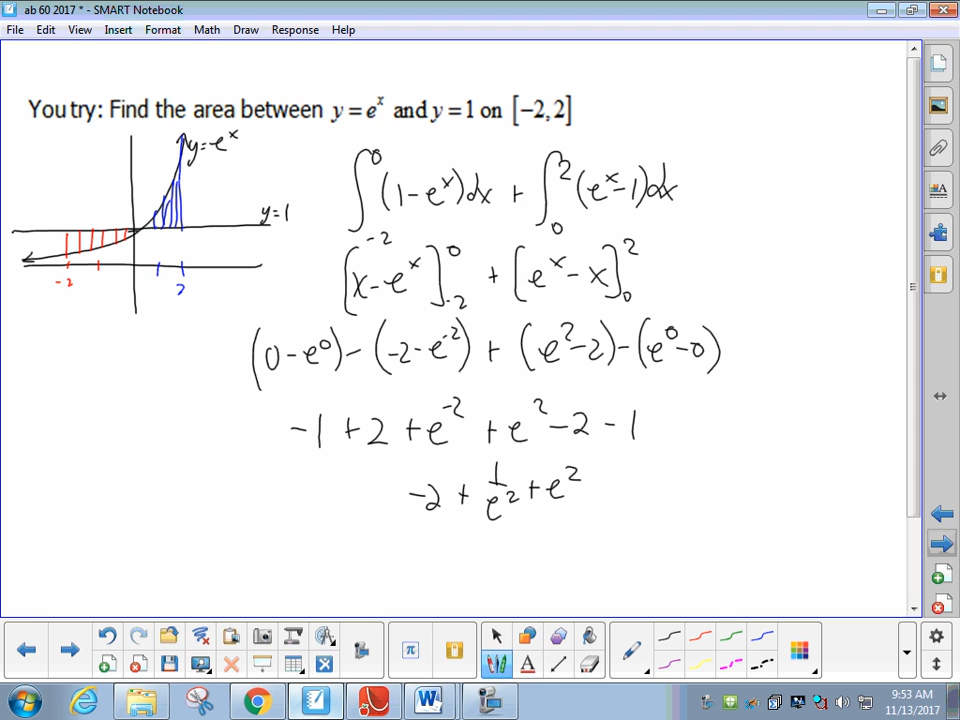 ab 60 2017 * - SMART Notebook
File Edit View Insert Format Math Draw Response Help
You try: Find the area between y = e^x and y = 1 on [−2, 2]
y=e^x
y=1
-2
2
∫_{-2}^{0} (1-e^x)dx + ∫_{0}^{2} (e^x-1)dx
[x-e^x]_{-2}^{0} + [e^x-x]_{0}^{2}
(0-e^0)-(-2-e^{-2}) + (e^2-2)-(e^0-0)
-1+2+e^{-2}+e^2-2-1
-2+\frac{1}{e^2}+e^2
9:53 AM
11/13/2017